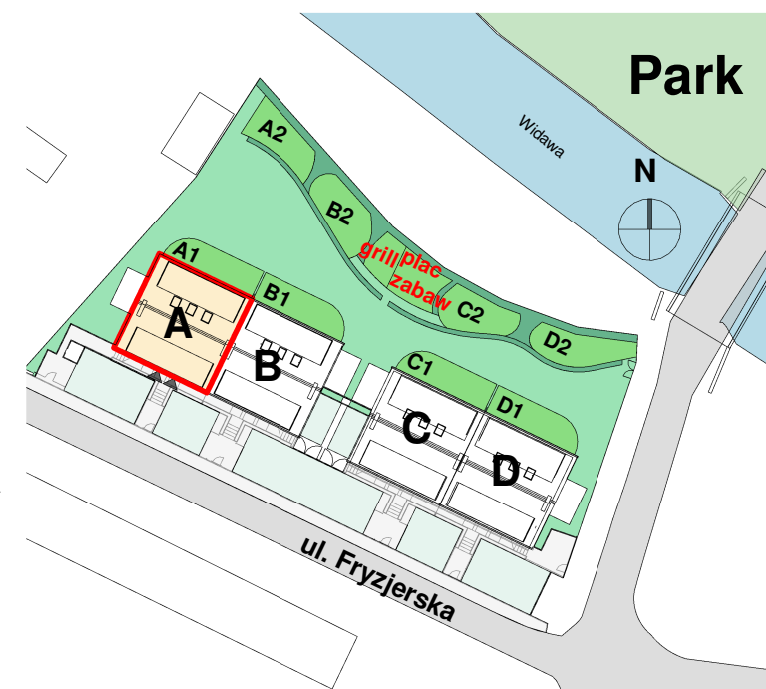 Park
Widawa
N
A2
B2
grill
plac
zabaw
C2
D2
A1
B1
A
B
C1
D1
C
D
ul. Fryzjerska